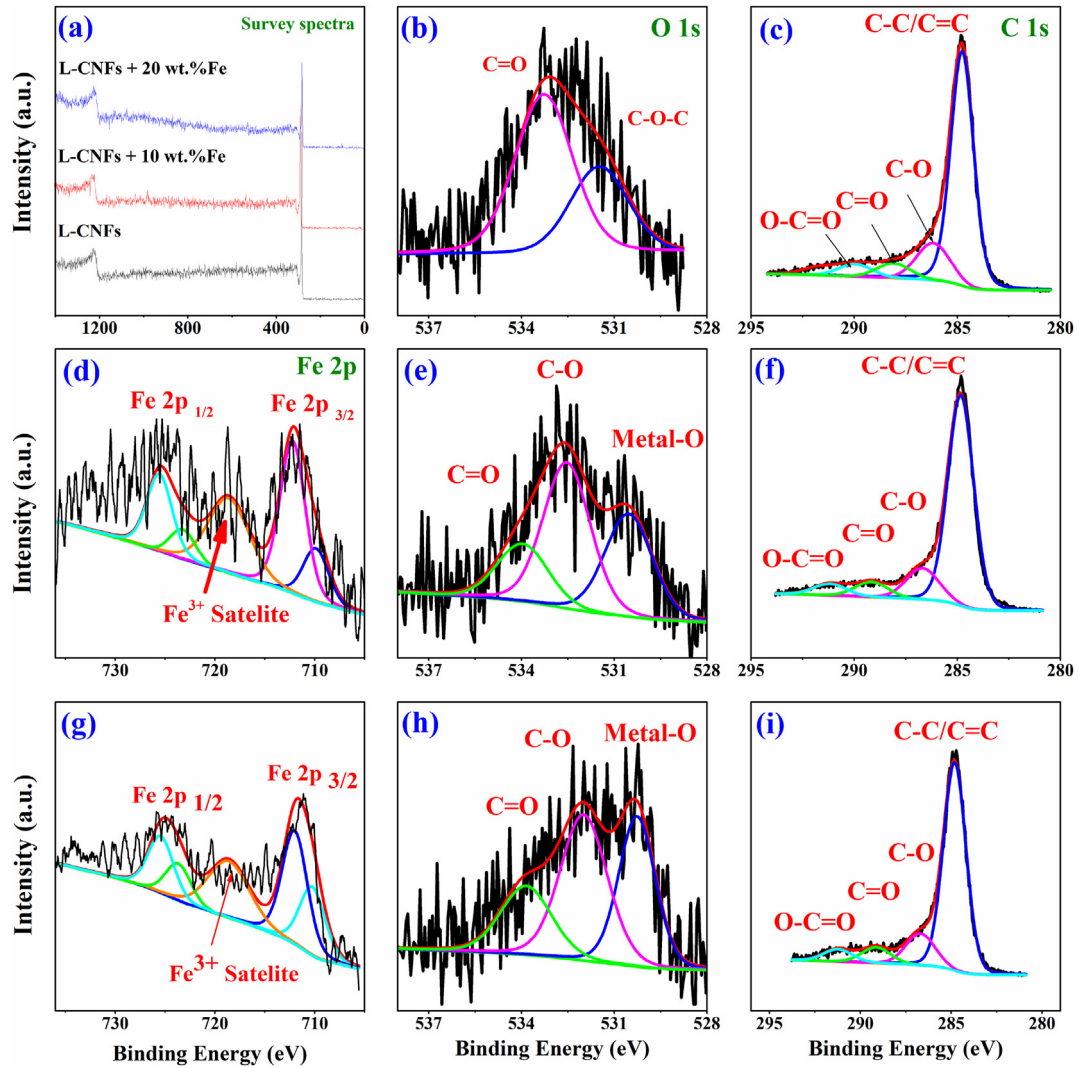 (a)
Survey spectra
L-CNFs + 20 wt.%Fe
L-CNFs + 10 wt.%Fe
L-CNFs
1200 800 400 0
Intensity (a.u.)
(b)
O 1s
C=O
C-O-C
537 534 531 528
(c)
C-C/C=C
C 1s
C-O
C=O
O-C=O
295 290 285 280
(d)
Fe 2p
Fe 2p 1/2
Fe 2p 3/2
Fe3+ Satelite
730 720 710
Intensity (a.u.)
(e)
C-O
Metal-O
C=O
537 534 531 528
(f)
C-C/C=C
C-O
C=O
O-C=O
295 290 285 280
(g)
Fe 2p 3/2
Fe 2p 1/2
Fe3+ Satelite
730 720 710
Binding Energy (eV)
Intensity (a.u.)
(h)
Metal-O
C-O
C=O
537 534 531 528
Binding Energy (eV)
(i)
C-C/C=C
C-O
C=O
O-C=O
295 290 285 280
Binding Energy (eV)